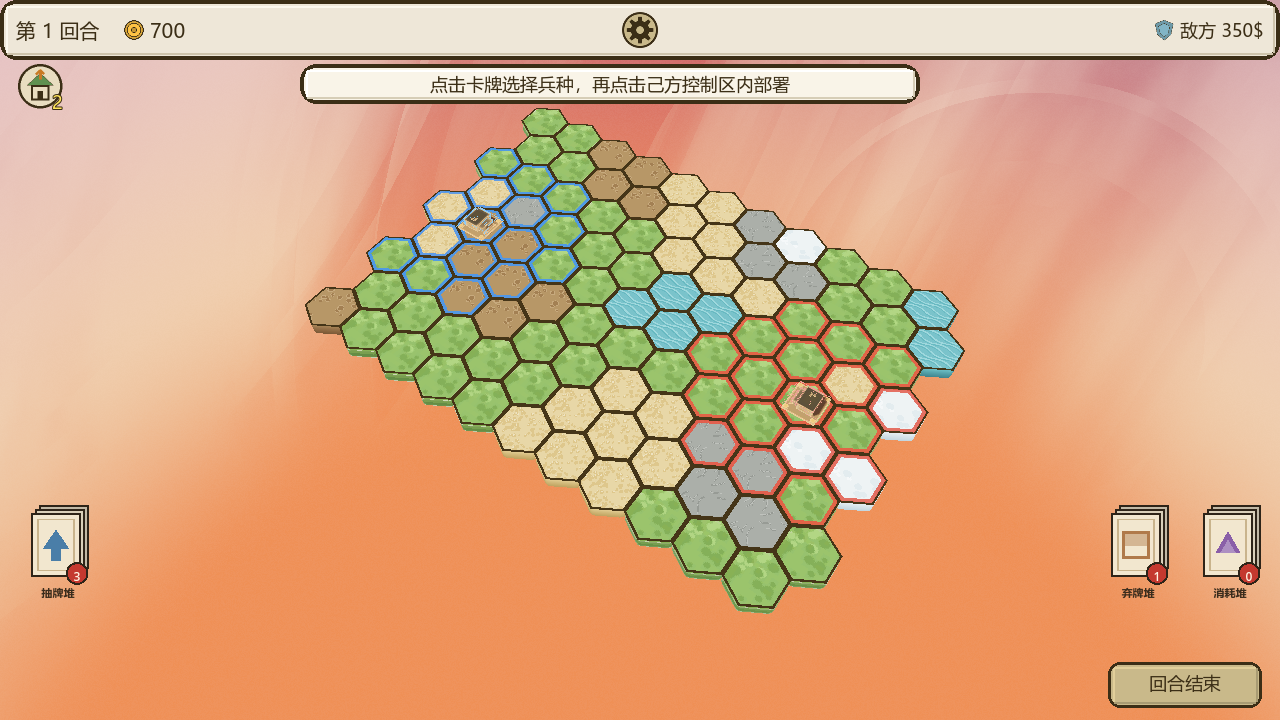 第 1 回合
700
敌方 350$
2
点击卡牌选择兵种，再点击己方控制区内部署
3
抽牌堆
1
弃牌堆
0
消耗堆
回合结束